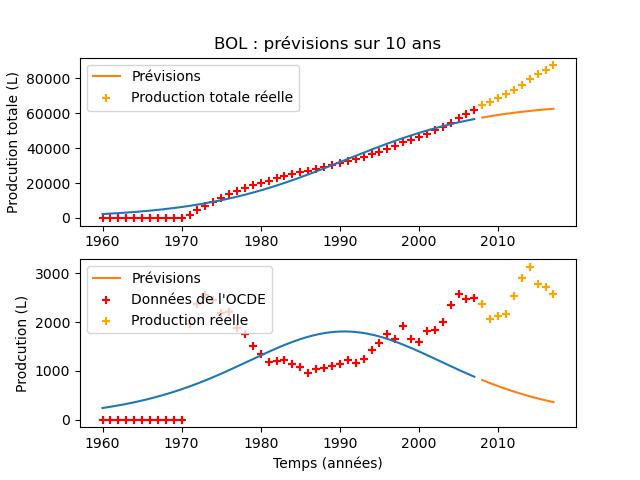 BOL : prévisions sur 10 ans
Prodcution totale (L)
80000
60000
40000
20000
0
Prévisions
Production totale réelle
1960 1970 1980 1990 2000 2010
Prodcution (L)
3000
2000
1000
0
Prévisions
Données de l'OCDE
Production réelle
1960 1970 1980 1990 2000 2010
Temps (années)